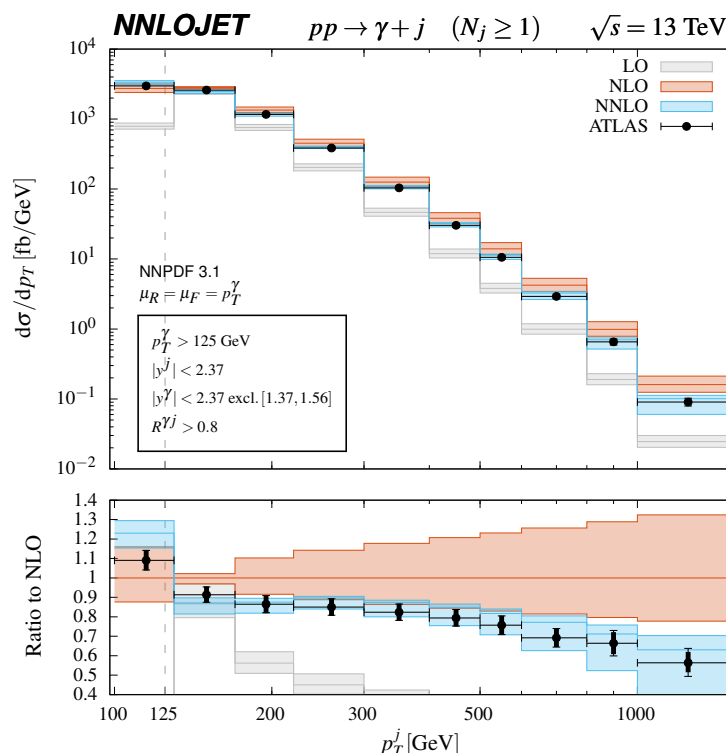 NNLOJET pp → γ + j (N_j ≥ 1) √s = 13 TeV
LO
NLO
NNLO
ATLAS
dσ/dp_T [fb/GeV]
10^4
10^3
10^2
10^1
10^0
10^−1
10^−2
NNPDF 3.1
μ_R = μ_F = p_T^γ
p_T^γ > 125 GeV
|y^j| < 2.37
|y^γ| < 2.37 excl. [1.37, 1.56]
R^{γj} > 0.8
Ratio to NLO
1.4
1.3
1.2
1.1
1
0.9
0.8
0.7
0.6
0.5
0.4
100 125 200 300 500 1000
p_T^j [GeV]